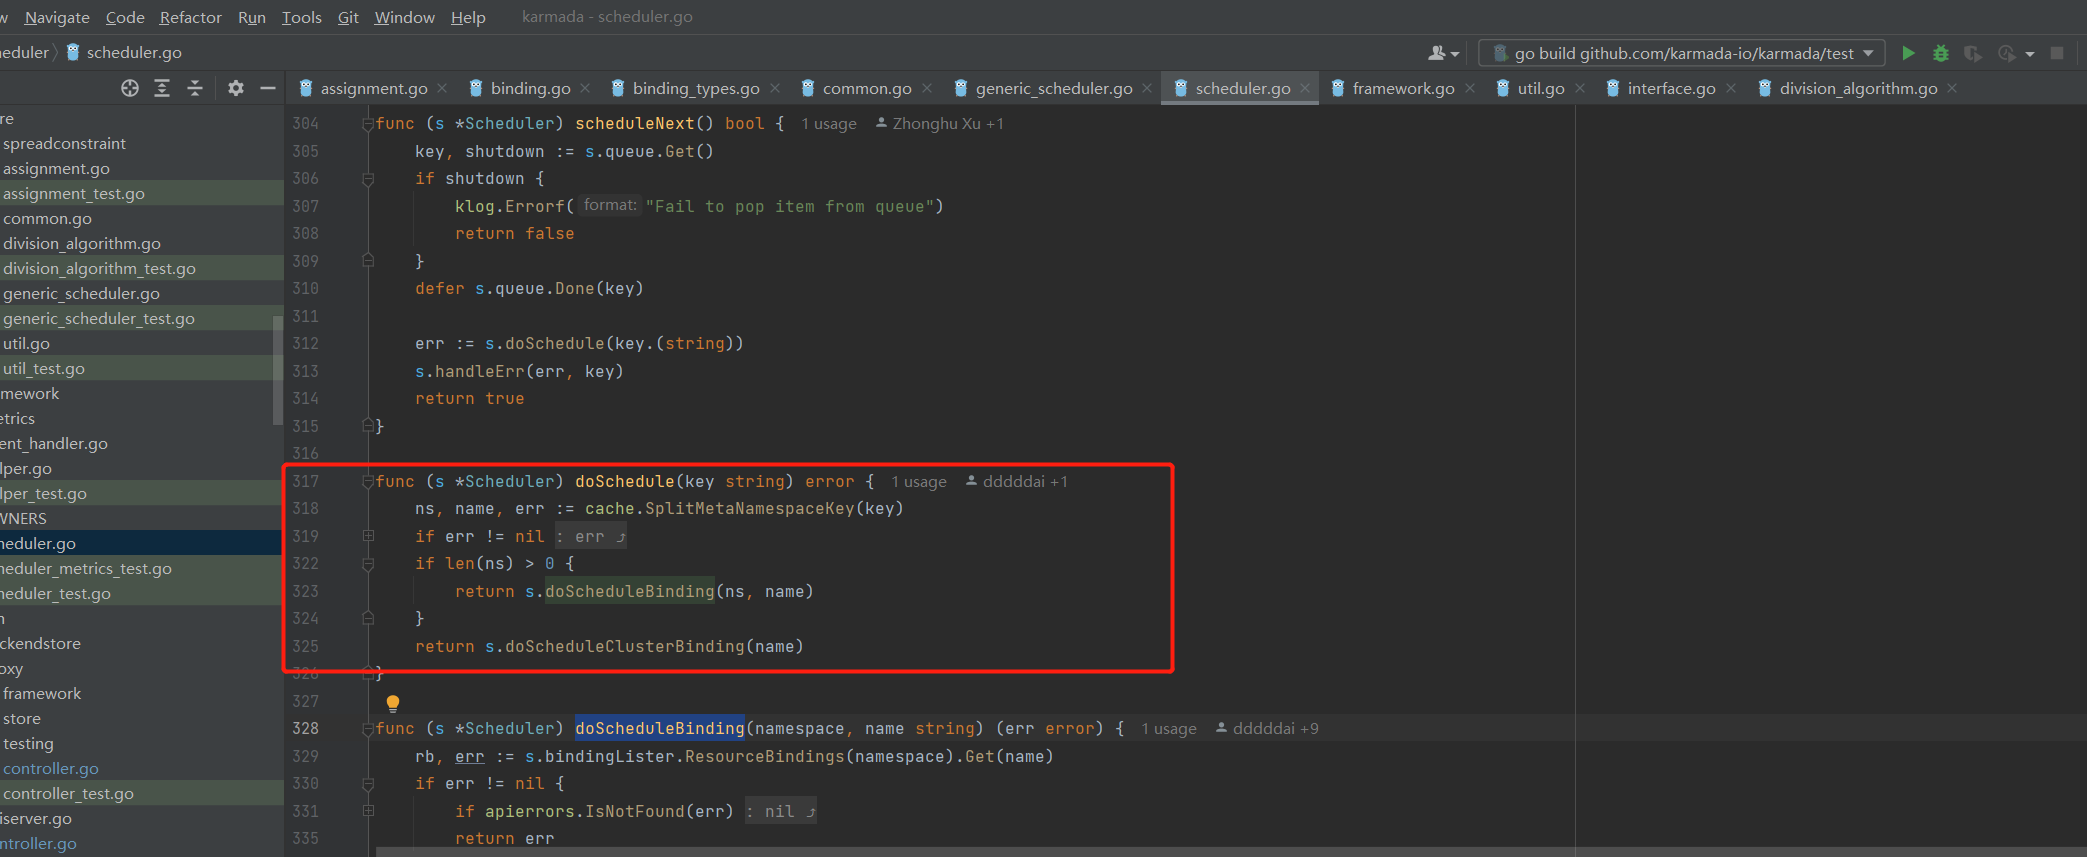 w Navigate Code Refactor Run Tools Git Window Help karmada - scheduler.go
heduler scheduler.go go build github.com/karmada-io/karmada/test
assignment.go binding.go binding_types.go common.go generic_scheduler.go scheduler.go framework.go util.go interface.go division_algorithm.go
re
spreadconstraint
assignment.go
assignment_test.go
common.go
division_algorithm.go
division_algorithm_test.go
generic_scheduler.go
generic_scheduler_test.go
util.go
util_test.go
mework
etrics
ent_handler.go
lper.go
lper_test.go
WNERS
heduler.go
heduler_metrics_test.go
heduler_test.go
n
ckendstore
oxy
framework
store
testing
controller.go
controller_test.go
iserver.go
ntroller.go
304 func (s *Scheduler) scheduleNext() bool { 1 usage Zhonghu Xu +1
305 key, shutdown := s.queue.Get()
306 if shutdown {
307 klog.Errorf( format: "Fail to pop item from queue")
308 return false
309 }
310 defer s.queue.Done(key)
311
312 err := s.doSchedule(key.(string))
313 s.handleErr(err, key)
314 return true
315 }
316
317 func (s *Scheduler) doSchedule(key string) error { 1 usage dddddai +1
318 ns, name, err := cache.SplitMetaNamespaceKey(key)
319 if err != nil : err ⤴
322 if len(ns) > 0 {
323 return s.doScheduleBinding(ns, name)
324 }
325 return s.doScheduleClusterBinding(name)
326 }
327
328 func (s *Scheduler) doScheduleBinding(namespace, name string) (err error) { 1 usage dddddai +9
329 rb, err := s.bindingLister.ResourceBindings(namespace).Get(name)
330 if err != nil {
331 if apierrors.IsNotFound(err) : nil ⤴
335 return err